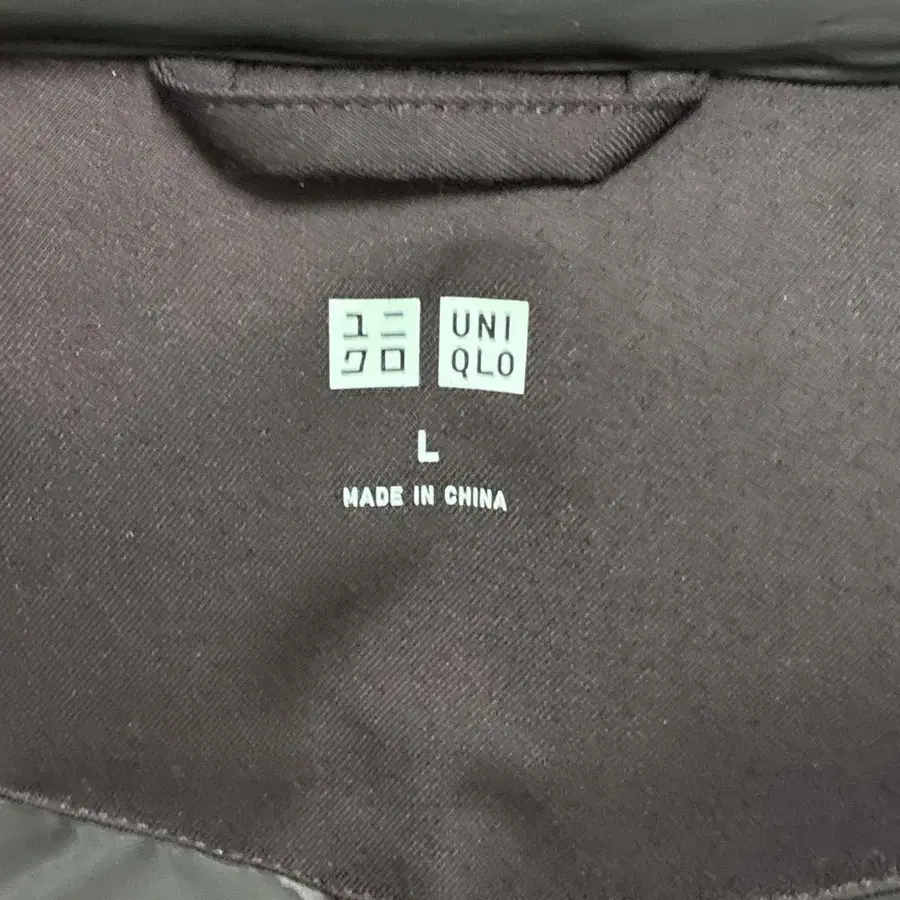 ユニ
クロ
UNI
QLO
L
MADE IN CHINA